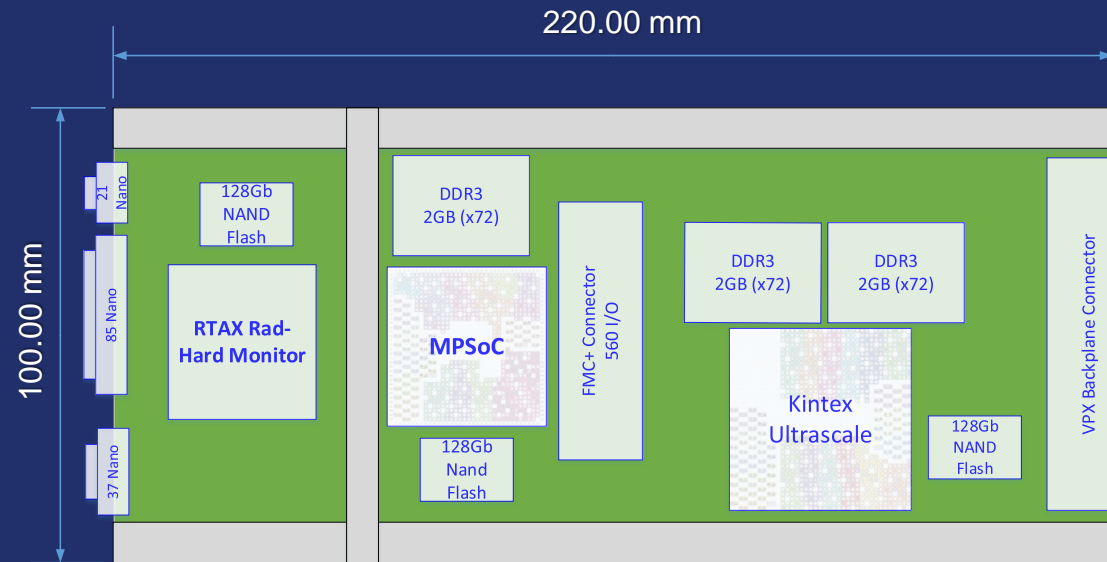 220.00 mm
100.00 mm
21
Nano
85 Nano
37 Nano
128Gb
NAND
Flash
RTAX Rad-
Hard Monitor
DDR3
2GB (x72)
MPSoC
128Gb
Nand
Flash
FMC+ Connector
560 I/O
DDR3
2GB (x72)
DDR3
2GB (x72)
Kintex
Ultrascale
128Gb
NAND
Flash
VPX Backplane Connector